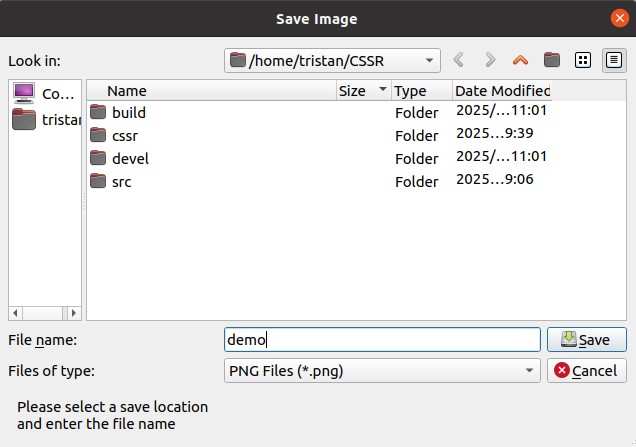 Save Image
Look in: /home/tristan/CSSR
Co...
tristan
Name Size Type Date Modified
build Folder 2025/...11:01
cssr Folder 2025...9:39
devel Folder 2025/...11:01
src Folder 2025...9:06
File name: demo Save
Files of type: PNG Files (*.png) Cancel
Please select a save location
and enter the file name